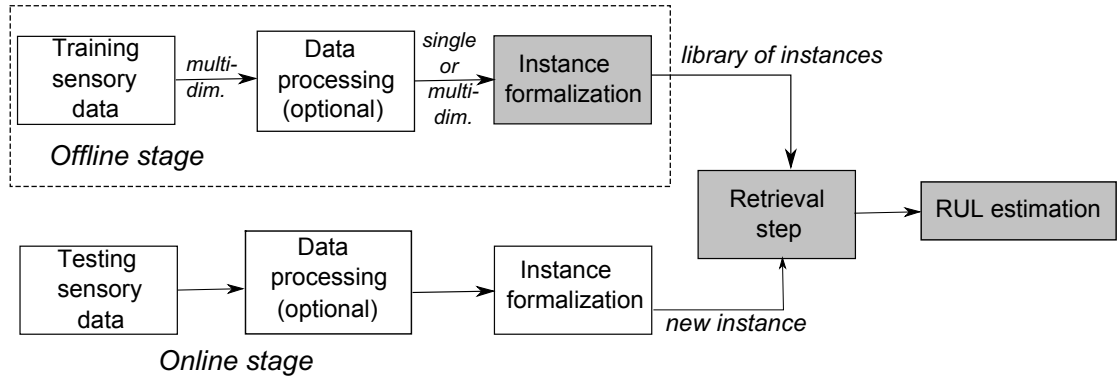 Training
sensory
data
multi-
dim.
Data
processing
(optional)
single
or
multi-
dim.
Instance
formalization
library of instances
Offline stage
Retrieval
step
RUL estimation
Testing
sensory
data
Data
processing
(optional)
Instance
formalization
new instance
Online stage